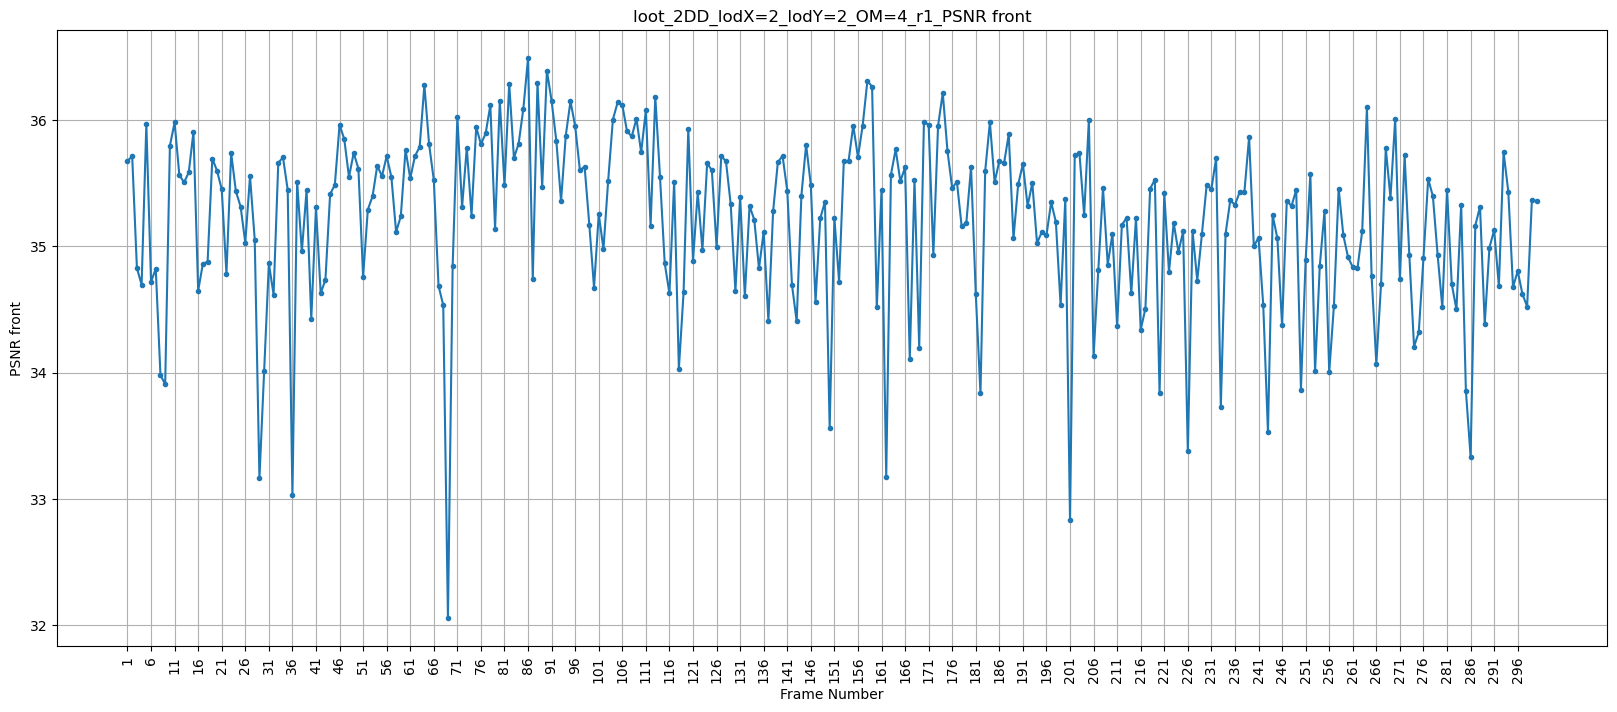 loot_2DD_lodX=2_lodY=2_OM=4_r1_PSNR front
PSNR front
36
35
34
33
32
1 6 11 16 21 26 31 36 41 46 51 56 61 66 71 76 81 86 91 96 101 106 111 116 121 126 131 136 141 146 151 156 161 166 171 176 181 186 191 196 201 206 211 216 221 226 231 236 241 246 251 256 261 266 271 276 281 286 291 296
Frame Number